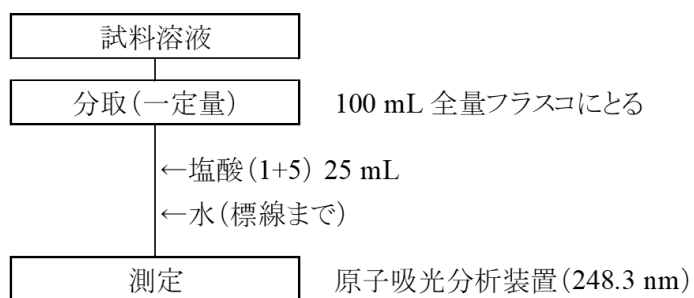 試料溶液
分取(一定量) 100 mL 全量フラスコにとる
←塩酸(1+5) 25 mL
←水(標線まで)
測定 原子吸光分析装置(248.3 nm)